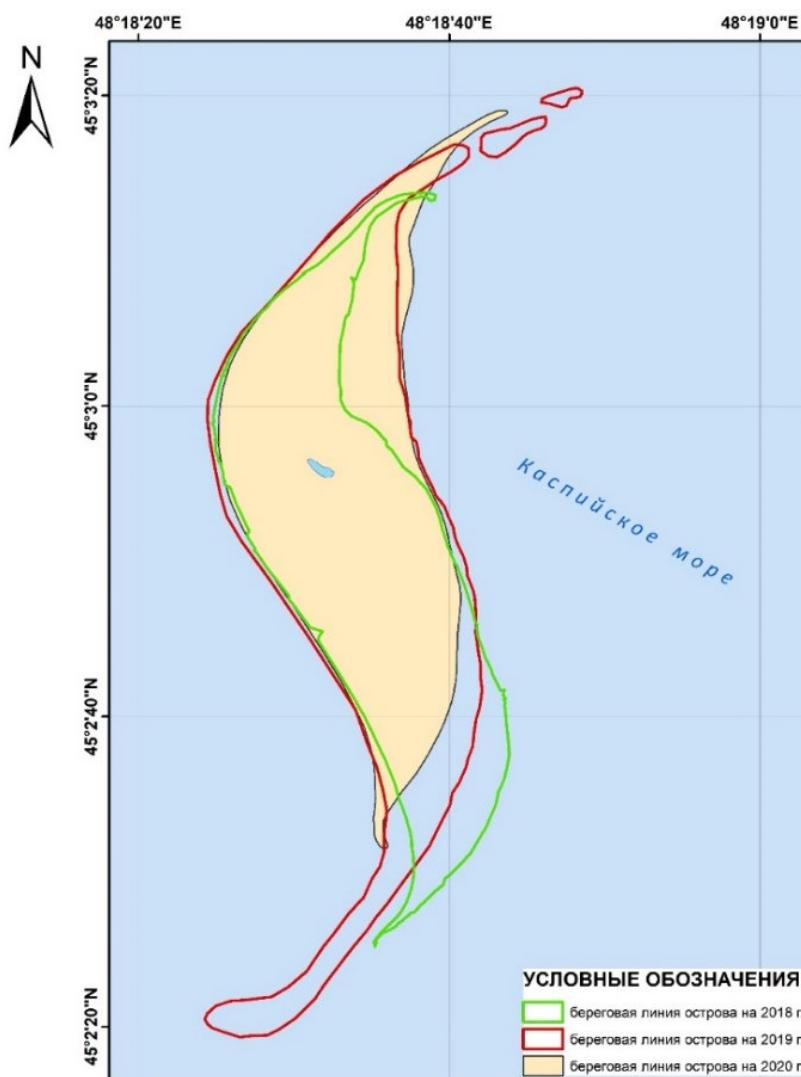 48°18'20"E 48°18'40"E 48°19'0"E
N
45°3'20"N
45°3'0"N
Каспийское море
45°2'40"N
45°2'20"N
УСЛОВНЫЕ ОБОЗНАЧЕНИЯ
береговая линия острова на 2018 г
береговая линия острова на 2019 г
береговая линия острова на 2020 г